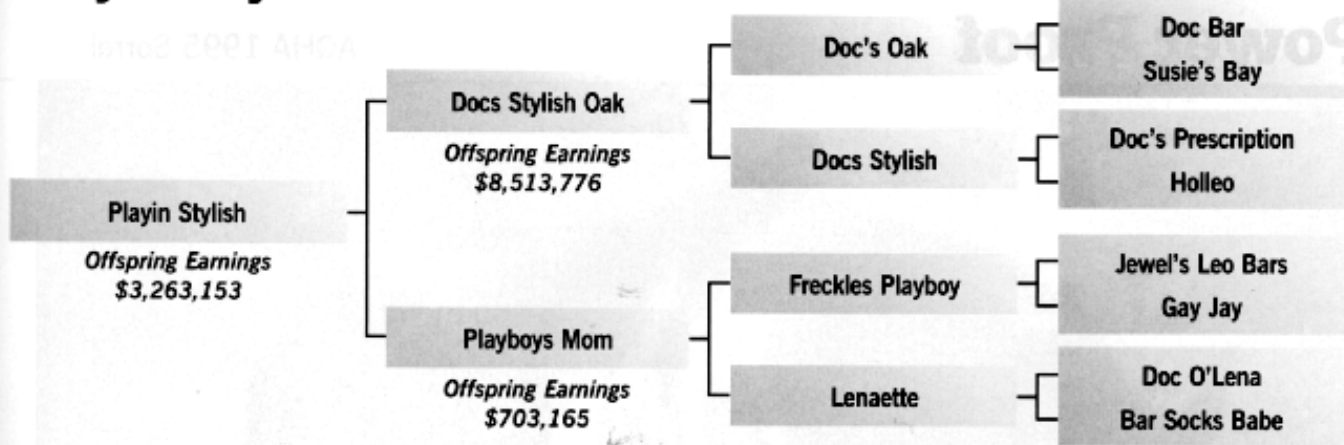 Playin Stylish
Offspring Earnings
$3,263,153
Docs Stylish Oak
Offspring Earnings
$8,513,776
Playboys Mom
Offspring Earnings
$703,165
Doc's Oak
Docs Stylish
Freckles Playboy
Lenaette
Doc Bar
Susie's Bay
Doc's Prescription
Holleo
Jewel's Leo Bars
Gay Jay
Doc O'Lena
Bar Socks Babe